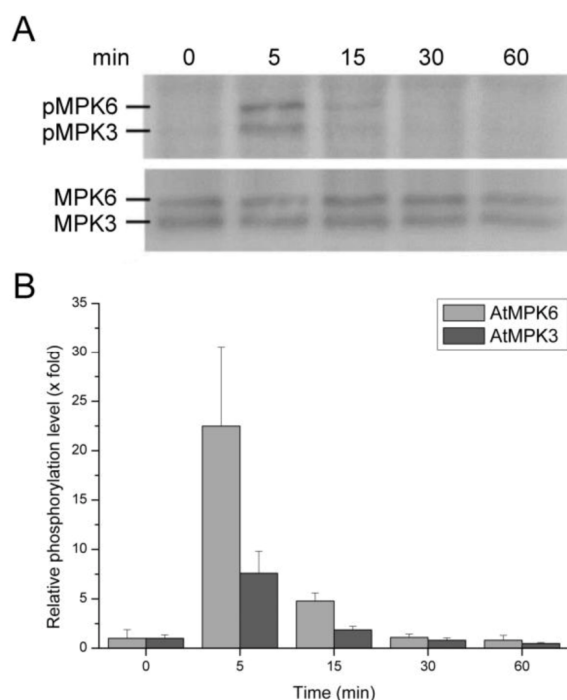 A
min 0 5 15 30 60
pMPK6
pMPK3
MPK6
MPK3
B
35
30
25
20
15
10
5
0
Relative phosphorylation level (x fold)
AtMPK6
AtMPK3
0 5 15 30 60
Time (min)